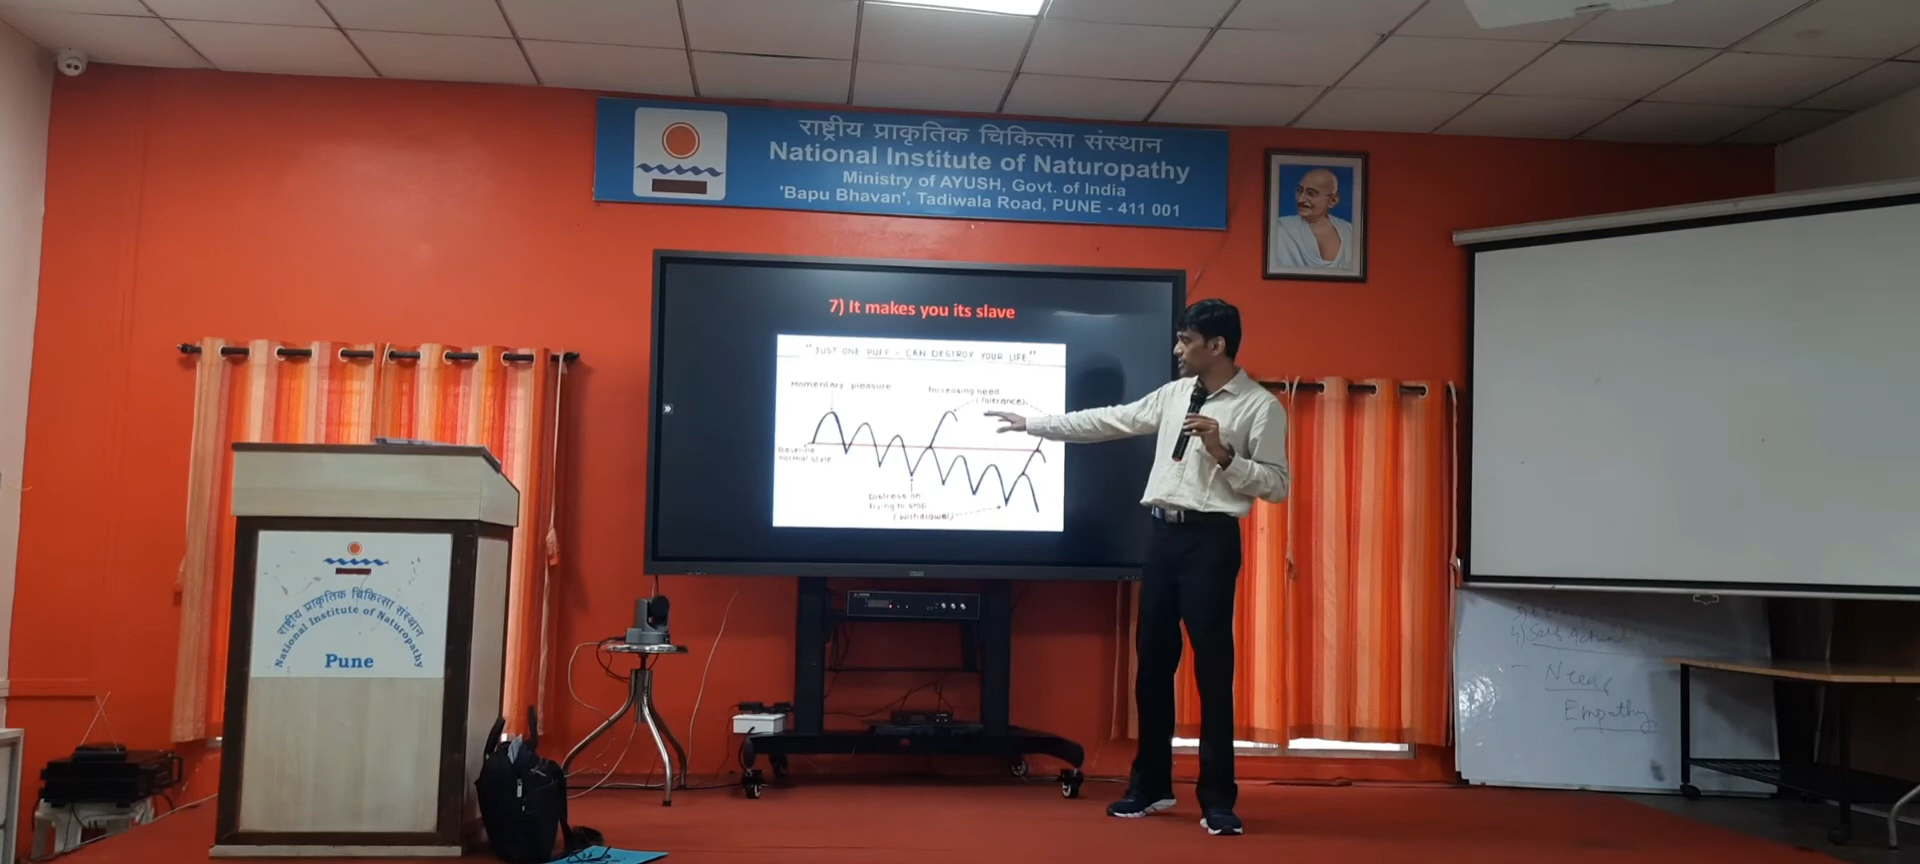 राष्ट्रीय प्राकृतिक चिकित्सा संस्थान
National Institute of Naturopathy
Ministry of AYUSH, Govt. of India
'Bapu Bhavan', Tadiwala Road, PUNE - 411 001
7) It makes you its slave
"JUST ONE PUFF - CAN DESTROY YOUR LIFE."
Momentary pleasure
Increasing need
(Tolerance)
Baseline
normal state
Distress on
trying to stop
(Withdrawal)
राष्ट्रीय प्राकृतिक चिकित्सा संस्थान
National Institute of Naturopathy
Pune
Need
Empathy